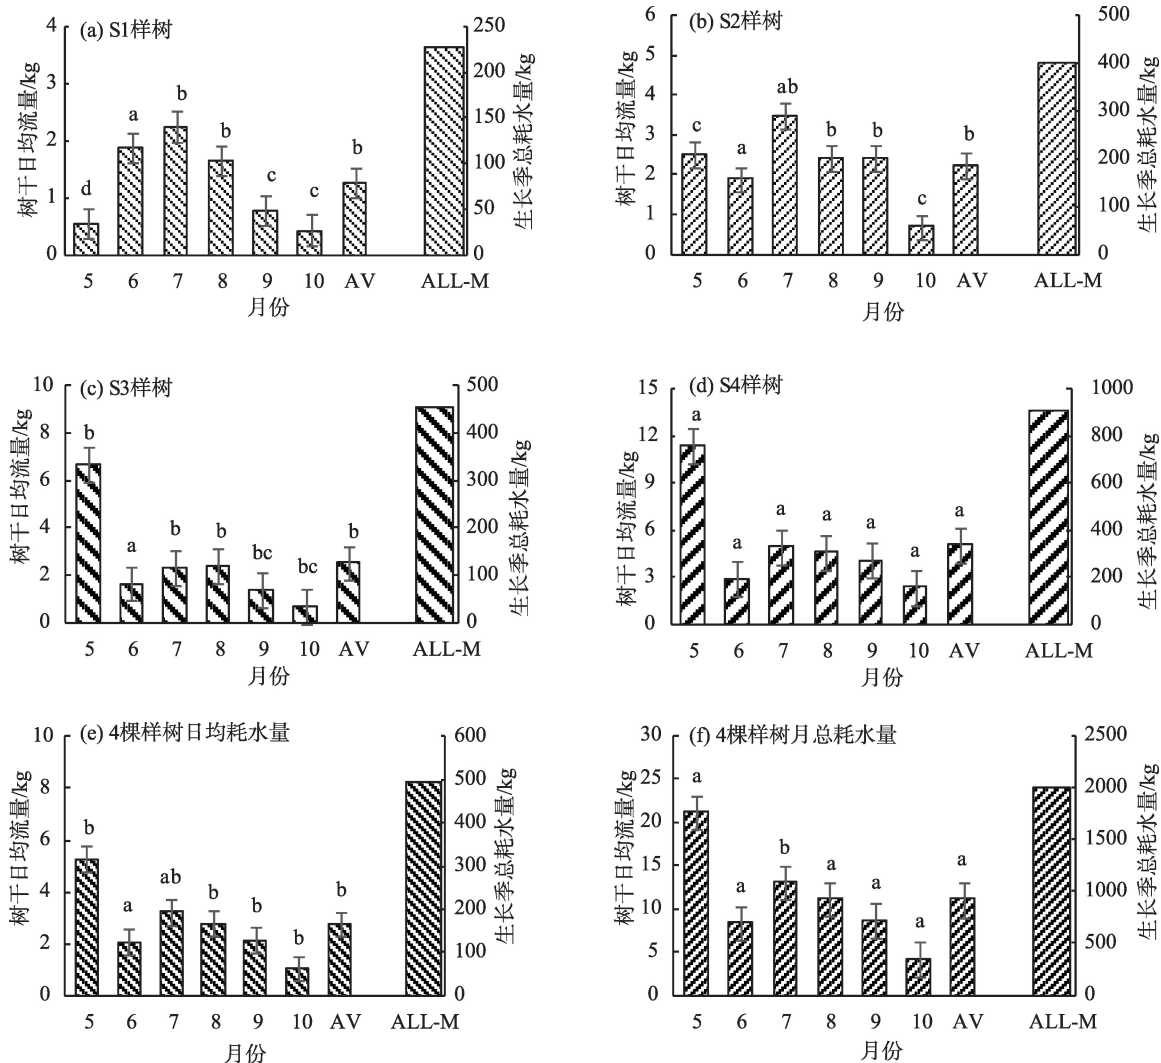 (a) S1样树
树干日均流量/kg
4
3
2
1
0
d
a
b
b
c
c
b
250
200
150
100
50
0
生长季总耗水量/kg
5 6 7 8 9 10 AV ALL-M
月份
(b) S2样树
树干日均流量/kg
6
5
4
3
2
1
0
c
a
ab
b
b
c
b
500
400
300
200
100
0
生长季总耗水量/kg
5 6 7 8 9 10 AV ALL-M
月份
(c) S3样树
树干日均流量/kg
10
8
6
4
2
0
b
a
b
b
bc
bc
b
500
400
300
200
100
0
生长季总耗水量/kg
5 6 7 8 9 10 AV ALL-M
月份
(d) S4样树
树干日均流量/kg
15
12
9
6
3
0
a
a
a
a
a
a
a
1000
800
600
400
200
0
生长季总耗水量/kg
5 6 7 8 9 10 AV ALL-M
月份
(e) 4棵样树日均耗水量
树干日均流量/kg
10
8
6
4
2
0
b
a
ab
b
b
b
b
600
500
400
300
200
100
0
生长季总耗水量/kg
5 6 7 8 9 10 AV ALL-M
月份
(f) 4棵样树月总耗水量
树干日均流量/kg
30
25
20
15
10
5
0
a
a
b
a
a
a
a
2500
2000
1500
1000
500
0
生长季总耗水量/kg
5 6 7 8 9 10 AV ALL-M
月份